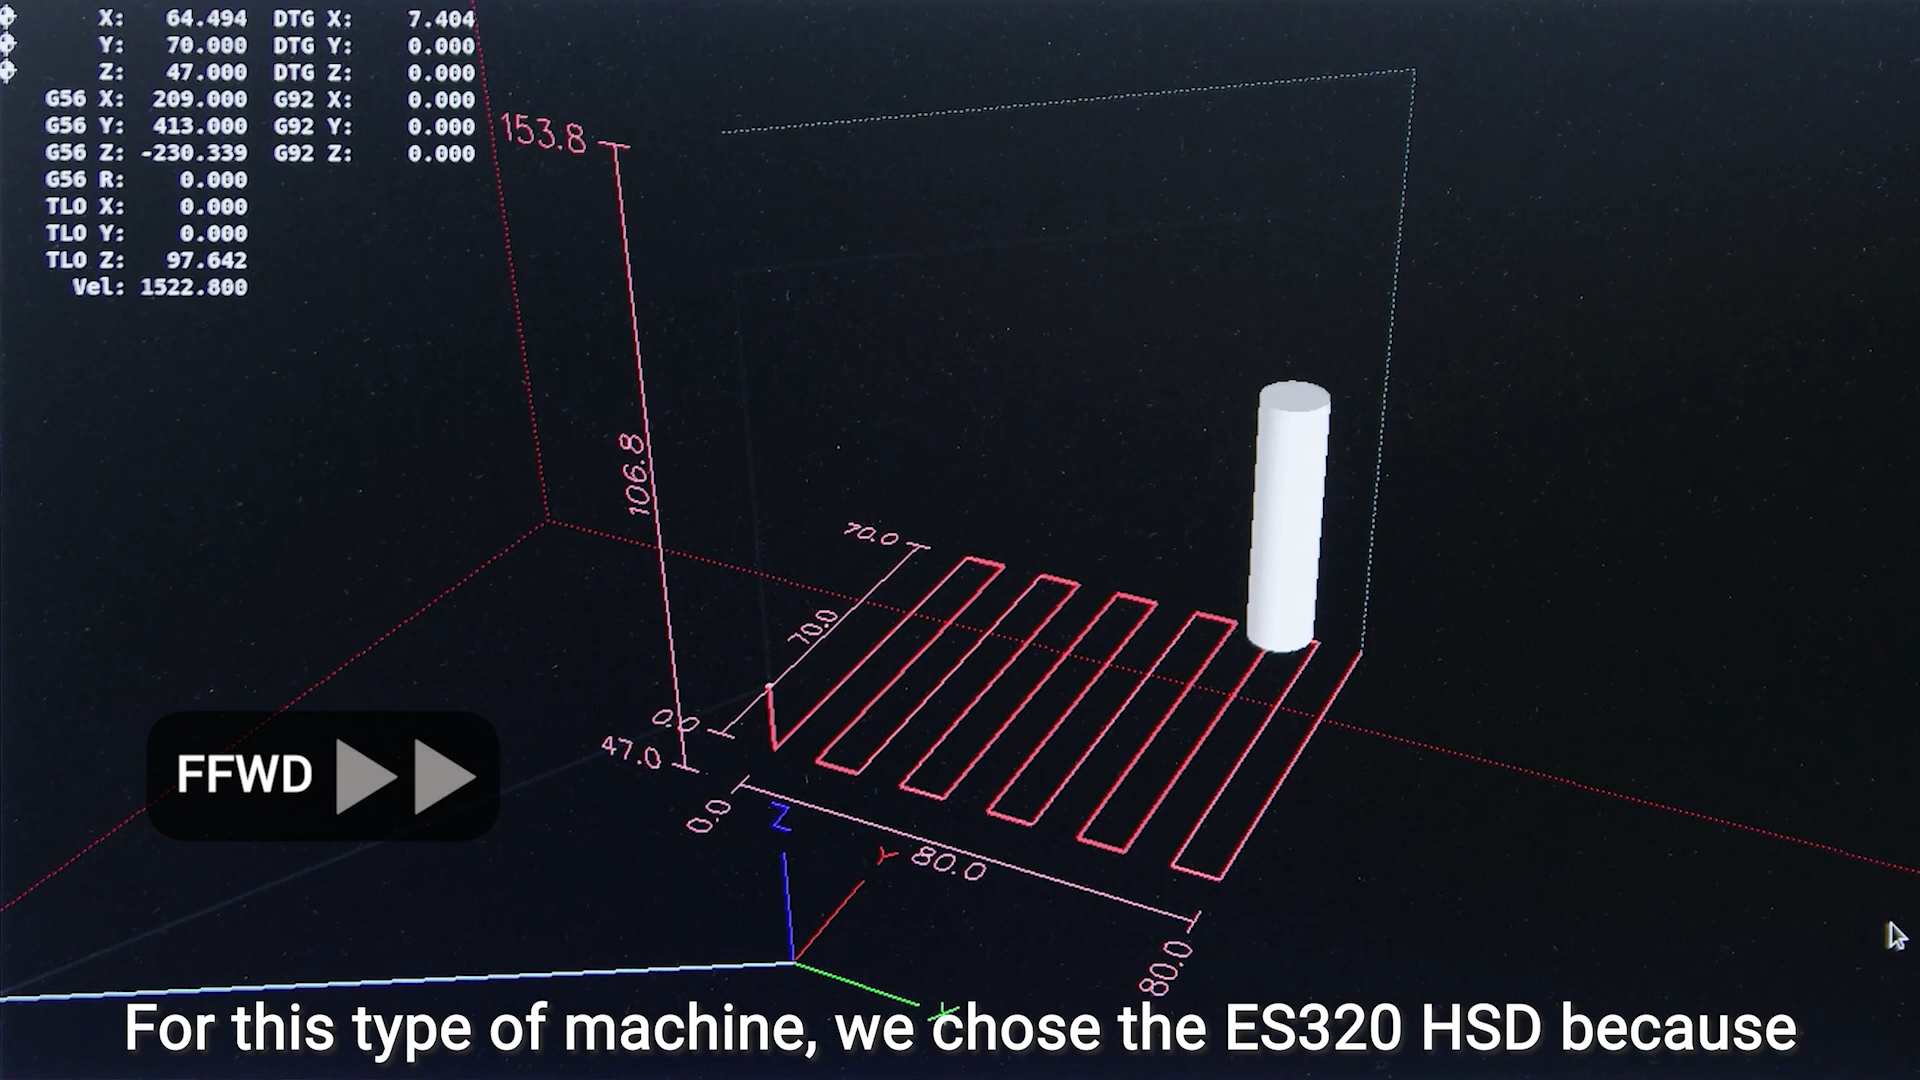 X: 64.494 DTG X: 7.404
Y: 70.000 DTG Y: 0.000
Z: 47.000 DTG Z: 0.000
G56 X: 209.000 G92 X: 0.000
G56 Y: 413.000 G92 Y: 0.000
G56 Z: -230.339 G92 Z: 0.000
G56 R: 0.000
TLO X: 0.000
TLO Y: 0.000
TLO Z: 97.642
Vel: 1522.800
153.8
106.8
70.0
70.0
0.0
47.0
0.0
80.0
80.0
Z
Y
X
FFWD
For this type of machine, we chose the ES320 HSD because